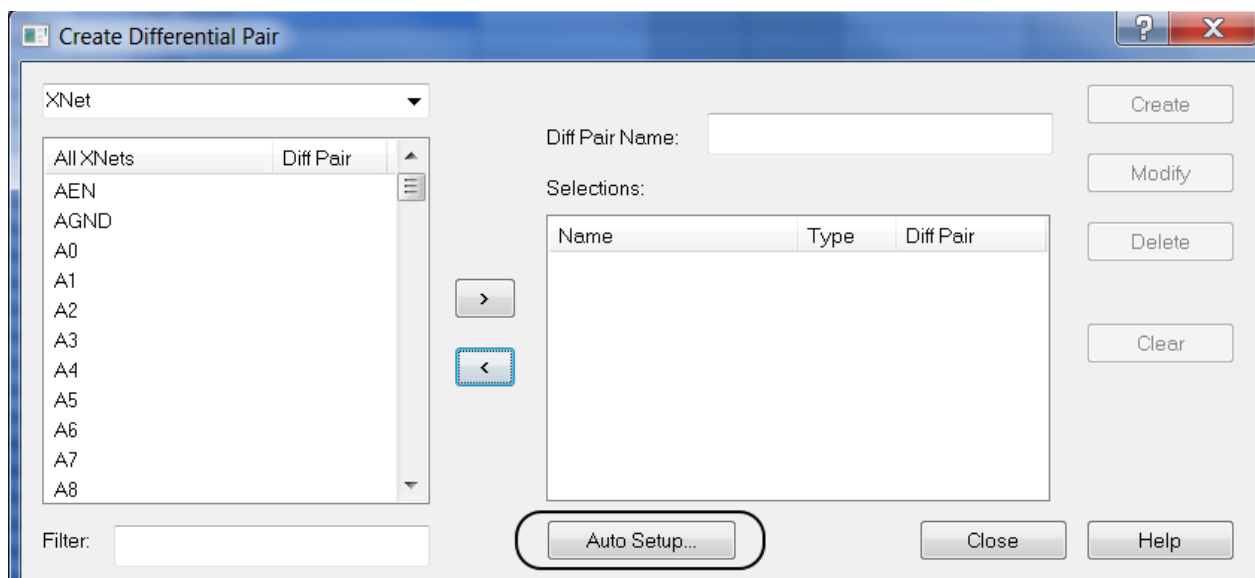 Create Differential Pair
? X
XNet
All XNets Diff Pair
AEN
AGND
A0
A1
A2
A3
A4
A5
A6
A7
A8
Filter:
>
<
Diff Pair Name:
Selections:
Name Type Diff Pair
Auto Setup...
Close
Help
Create
Modify
Delete
Clear